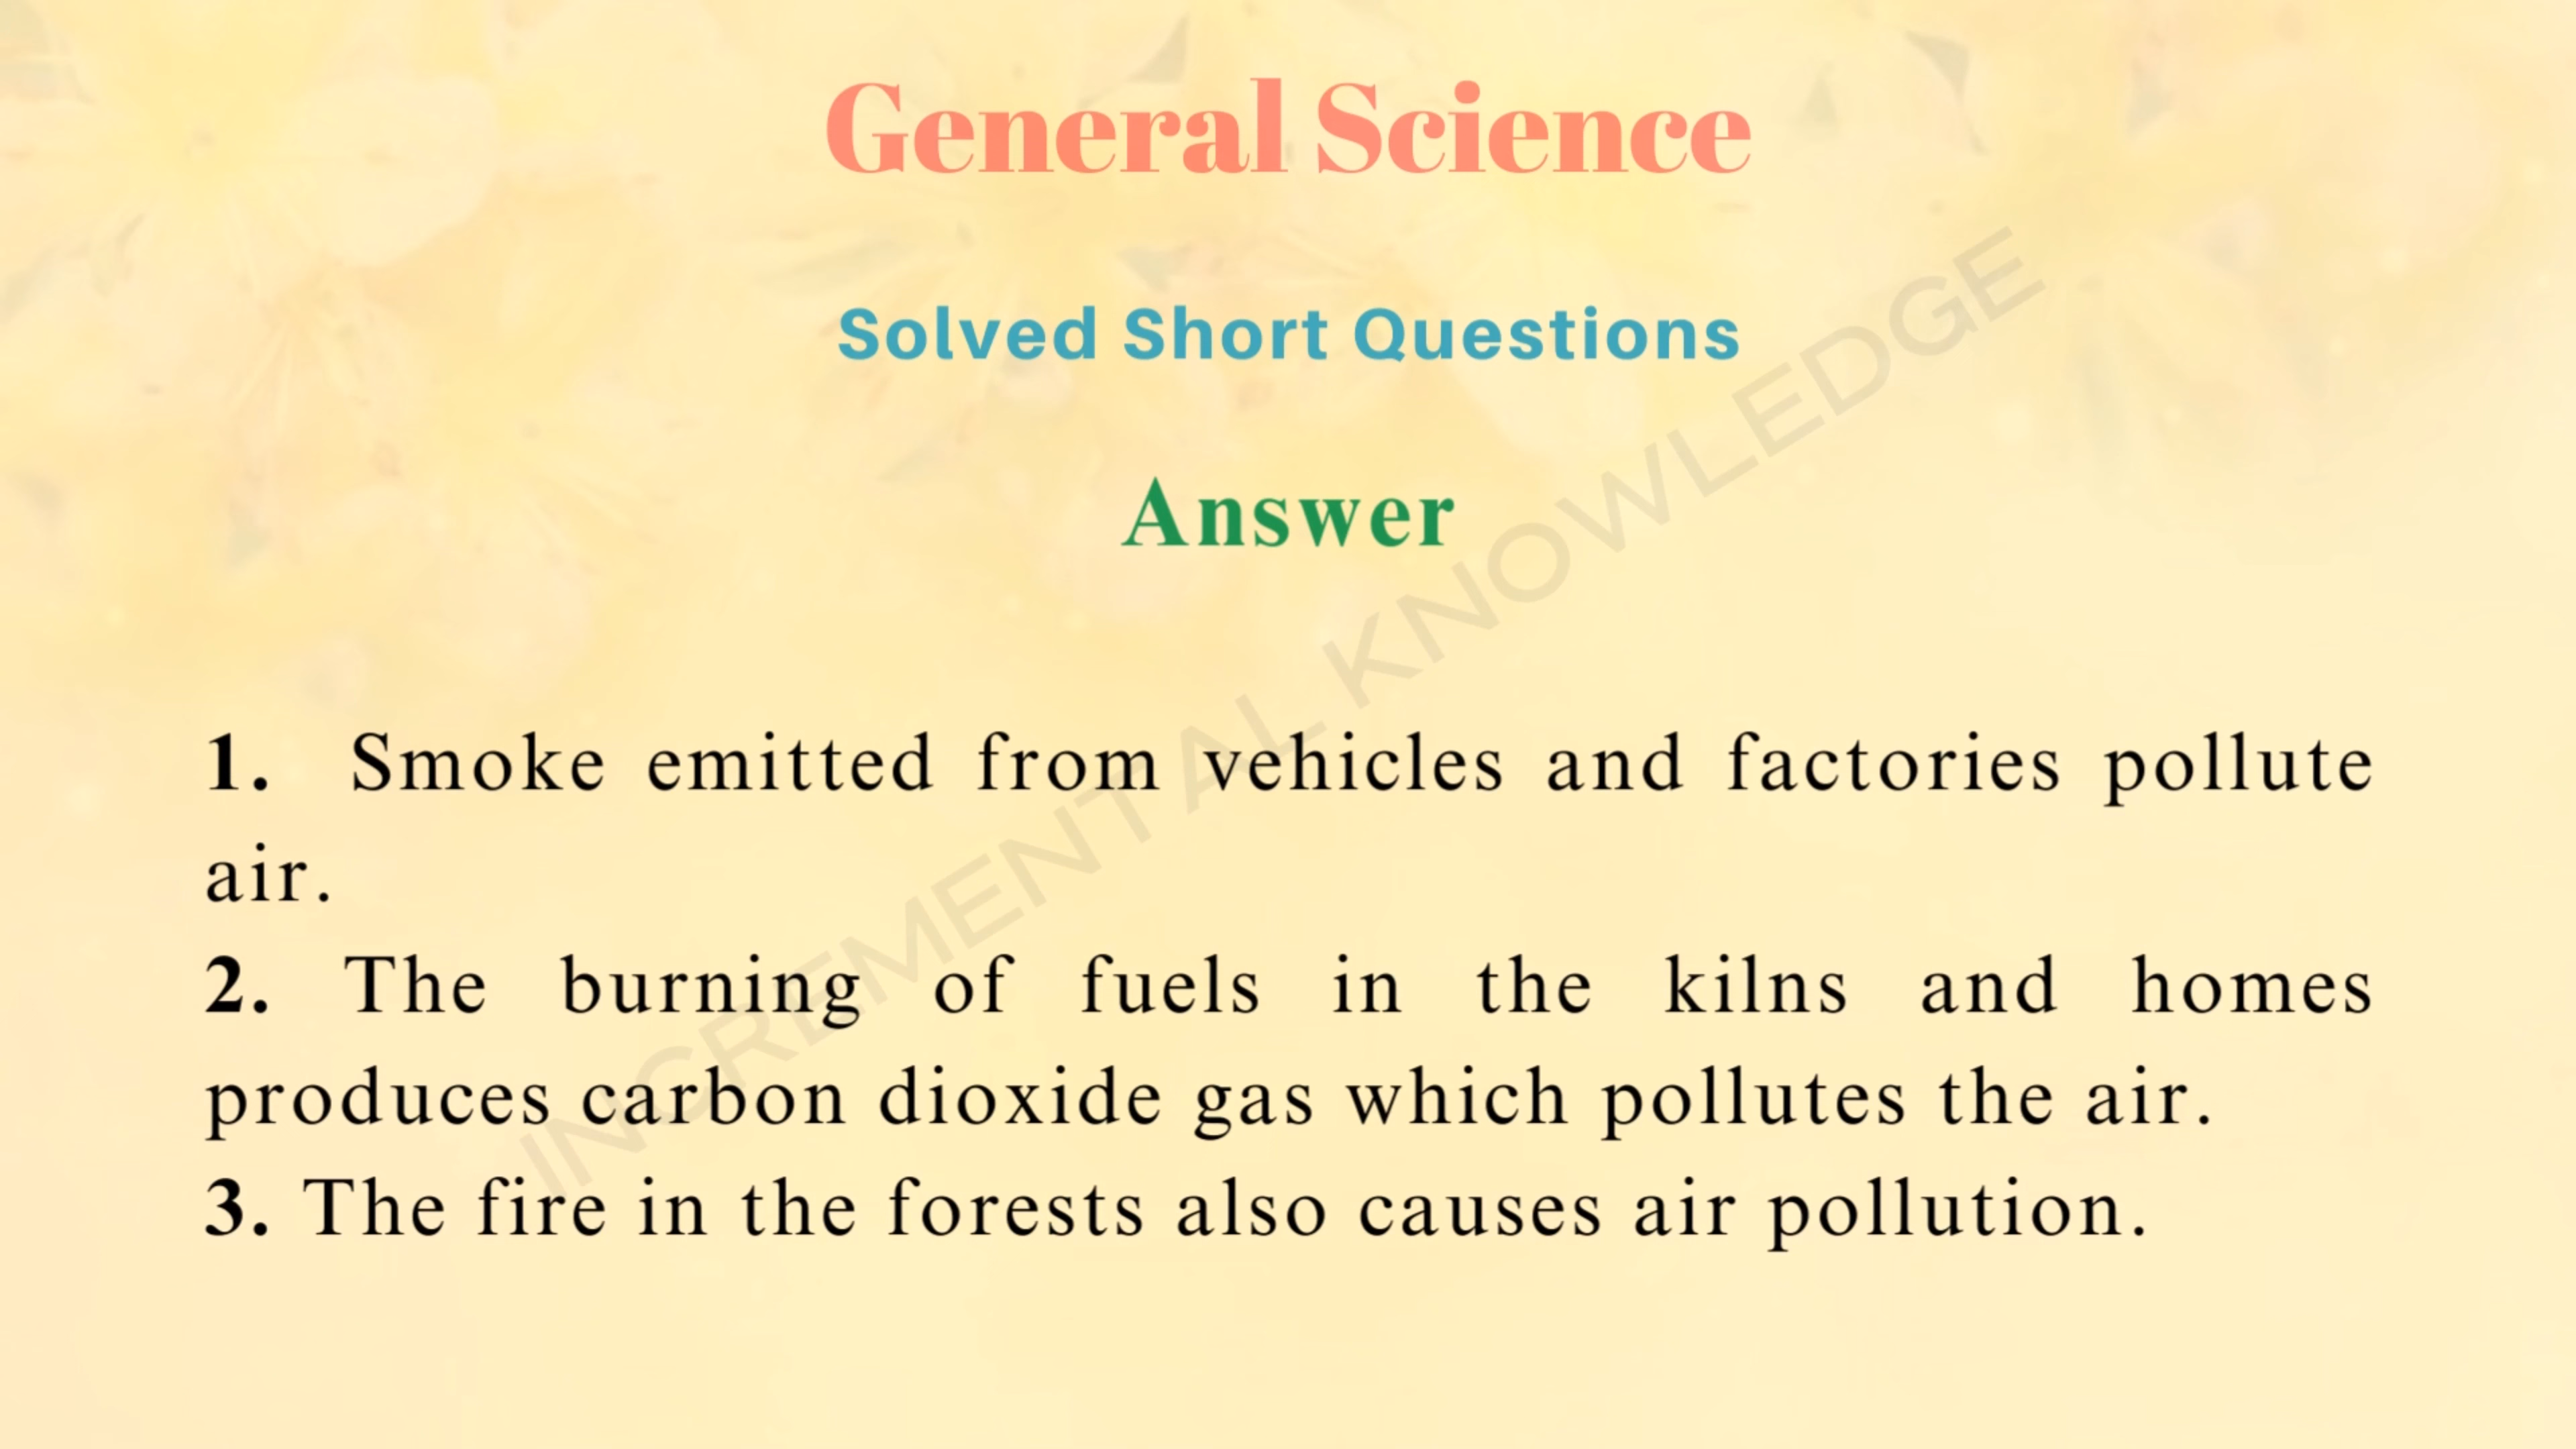 General Science
Solved Short Questions
Answer
1. Smoke emitted from vehicles and factories pollute
air.
2. The burning of fuels in the kilns and homes
produces carbon dioxide gas which pollutes the air.
3. The fire in the forests also causes air pollution.
INCREMENTAL KNOWLEDGE